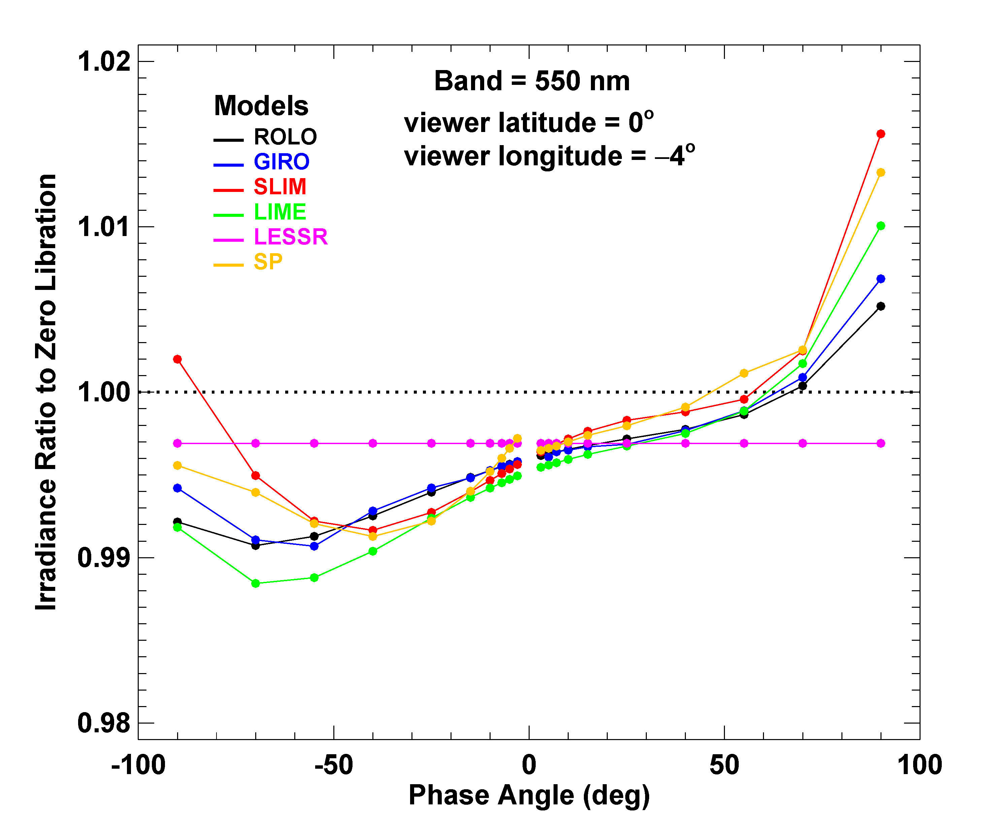 Irradiance Ratio to Zero Libration
1.02
1.01
1.00
0.99
0.98
Band = 550 nm
viewer latitude = 0°
viewer longitude = –4°
Models
ROLO
GIRO
SLIM
LIME
LESSR
SP
-100 -50 0 50 100
Phase Angle (deg)